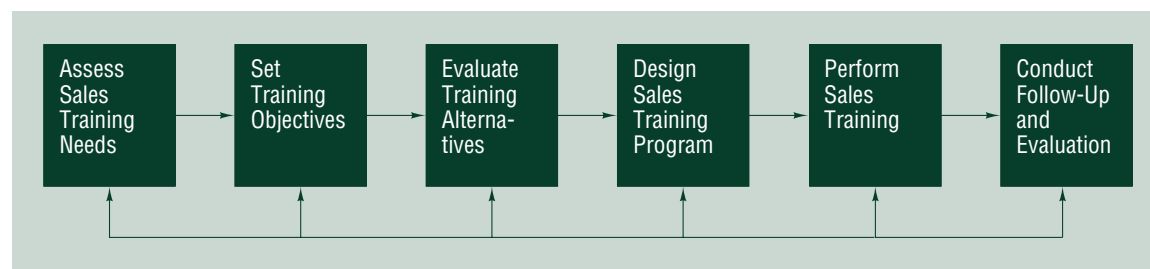 Assess
Sales
Training
Needs
Set
Training
Objectives
Evaluate
Training
Alterna-
tives
Design
Sales
Training
Program
Perform
Sales
Training
Conduct
Follow-Up
and
Evaluation